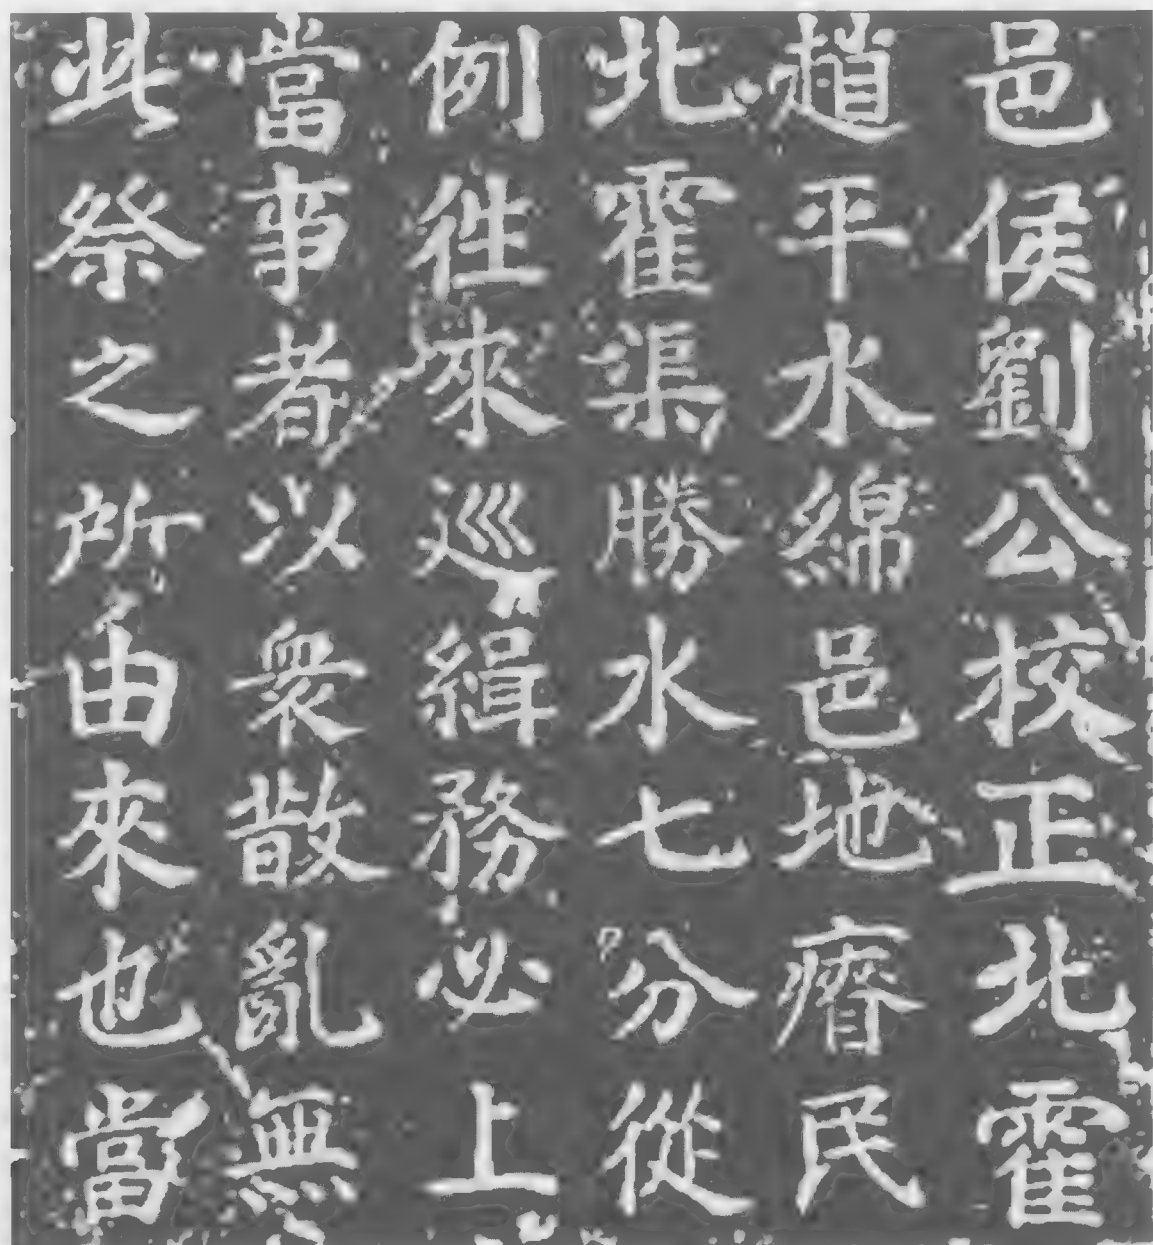 邑侯劉公校正北霍
趙平水綿邑地瘠民
北霍渠勝水七分從
例徃來巡緝務必上
當事者以衆散亂無
此祭之所由來也當